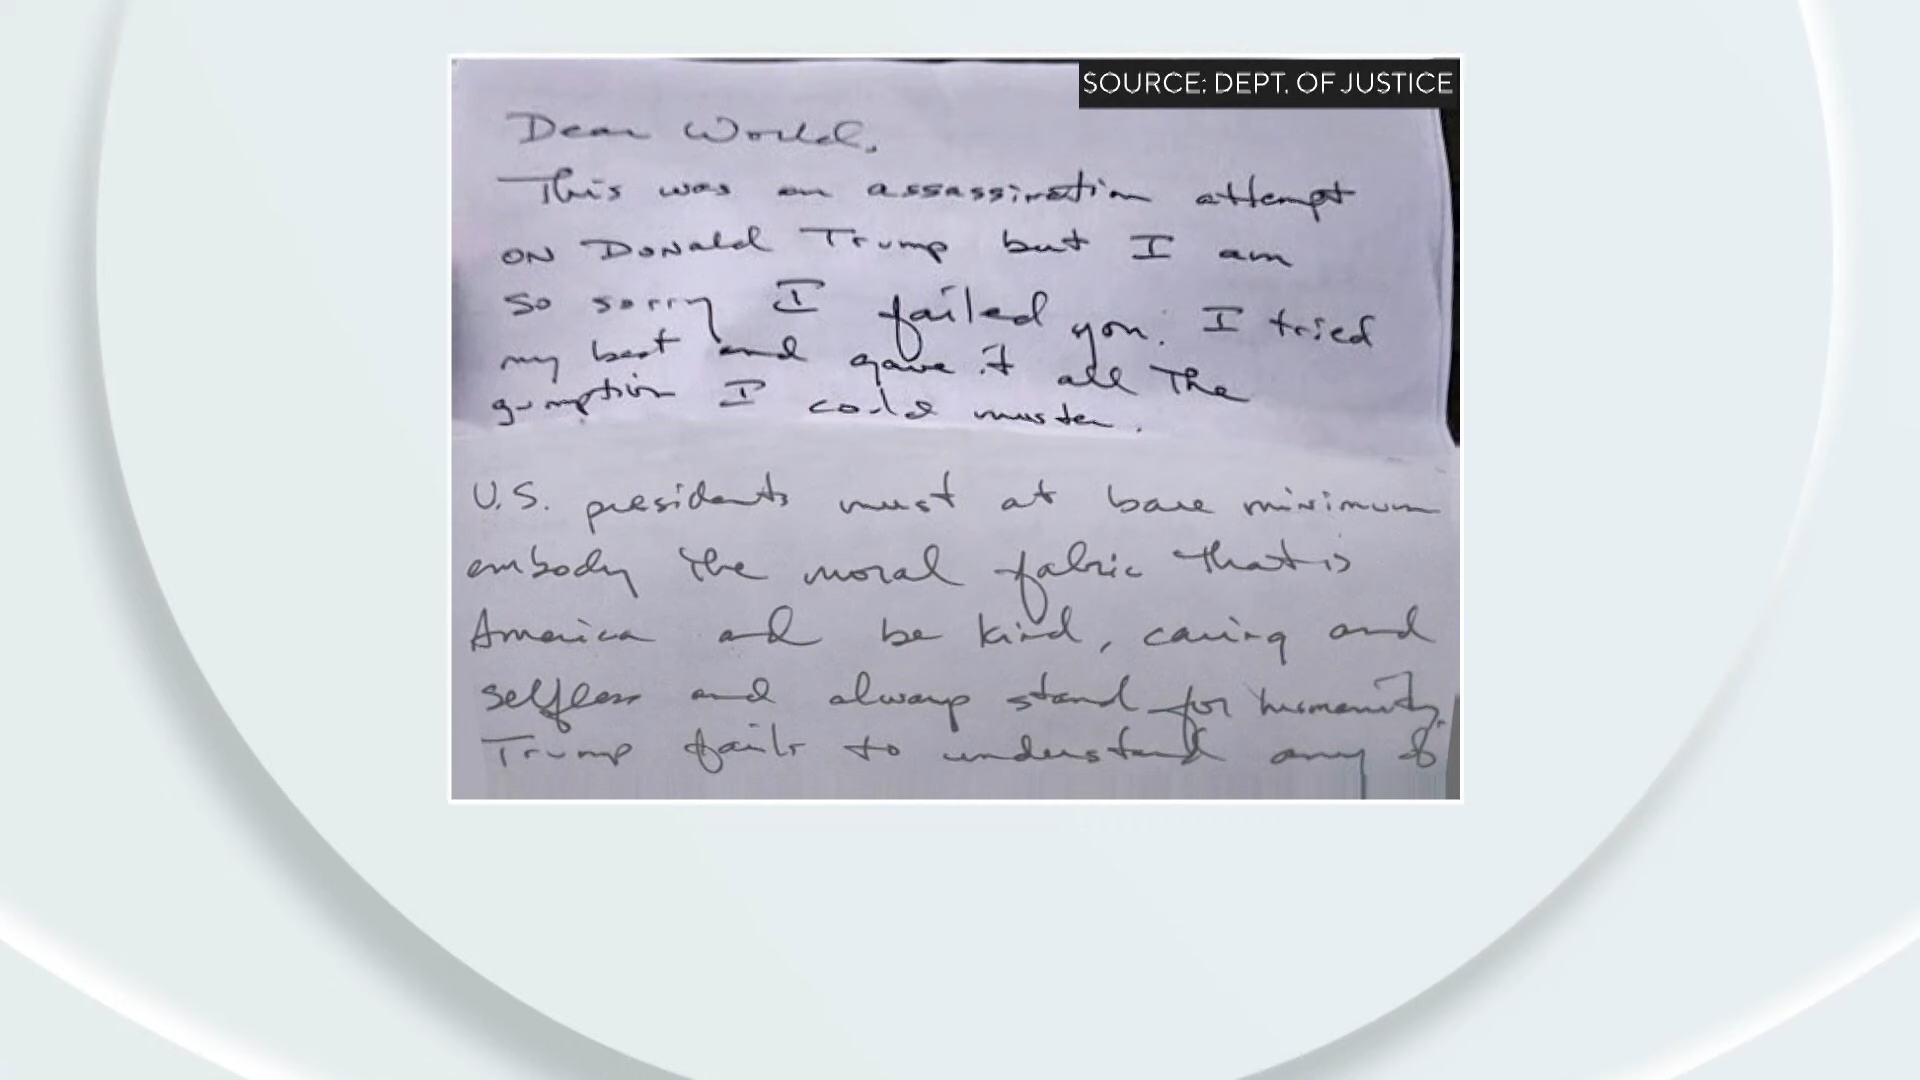 SOURCE: DEPT. OF JUSTICE
Dear World,
This was an assassination attempt
on Donald Trump but I am
so sorry I failed you. I tried
my best and gave it all the
gumption I could muster.
U.S. presidents must at bare minimum
embody the moral fabric that is
America and be kind, caring and
selfless and always stand for humanity.
Trump fails to understand any of